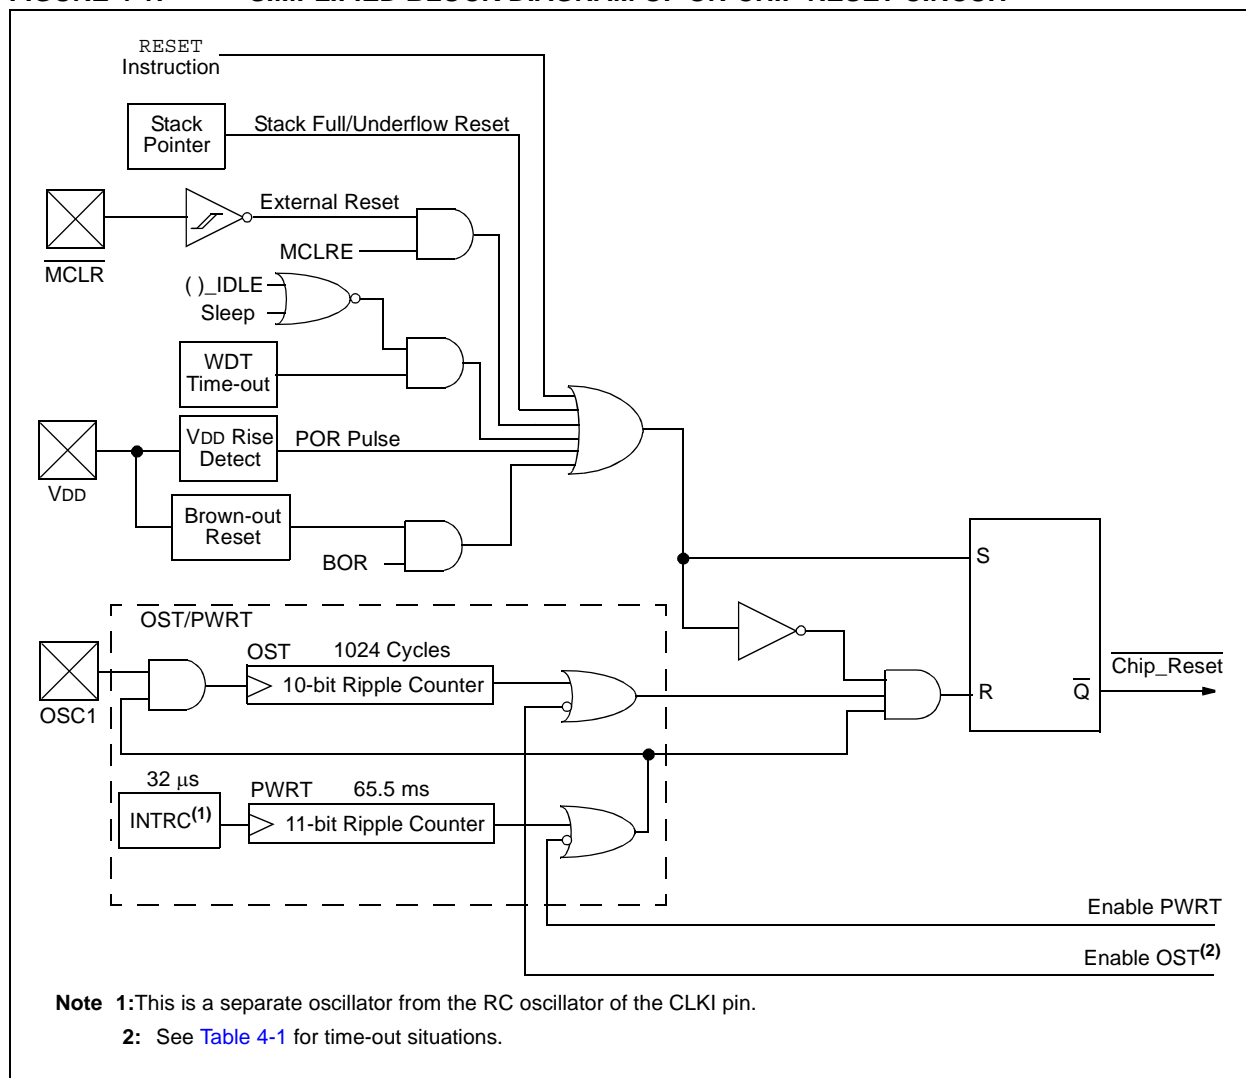 RESET
Instruction
Stack
Pointer
Stack Full/Underflow Reset
External Reset
MCLRE
MCLR
( )_IDLE
Sleep
WDT
Time-out
VDD Rise
Detect
POR Pulse
VDD
Brown-out
Reset
BOR
S
OST/PWRT
OST
1024 Cycles
10-bit Ripple Counter
OSC1
Chip_Reset
R
Q
32 μs
PWRT
65.5 ms
INTRC(1)
11-bit Ripple Counter
Enable PWRT
Enable OST(2)
Note 1:This is a separate oscillator from the RC oscillator of the CLKI pin.
2: See Table 4-1 for time-out situations.